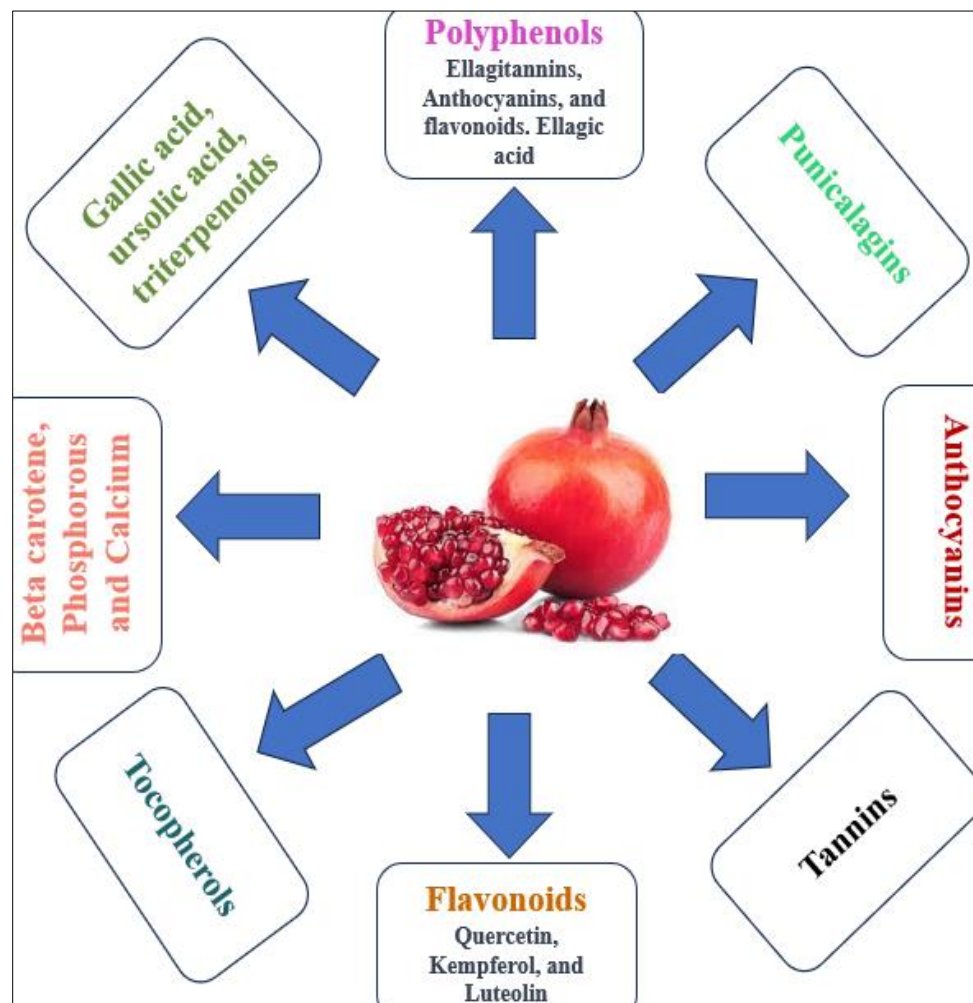 Polyphenols
Ellagitannins,
Anthocyanins, and
flavonoids. Ellagic
acid
Punicalagins
Anthocyanins
Tannins
Flavonoids
Quercetin,
Kempferol, and
Luteolin
Tocopherols
Beta carotene,
Phosphorous
and Calcium
Gallic acid,
ursolic acid,
triterpenoids